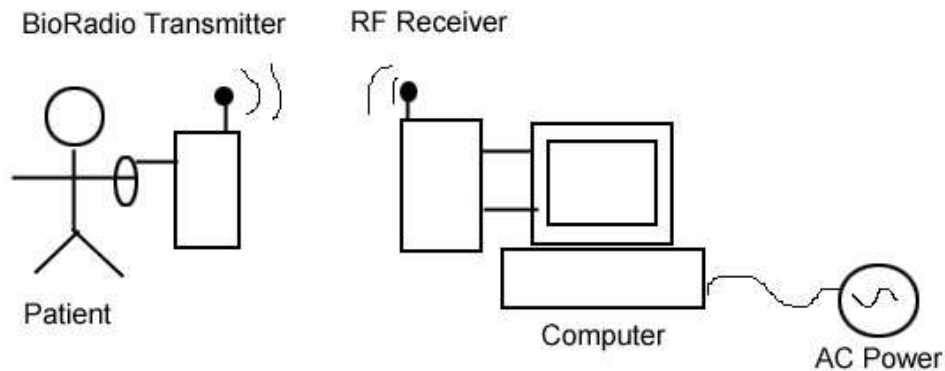 BioRadio Transmitter
RF Receiver
Patient
Computer
AC Power